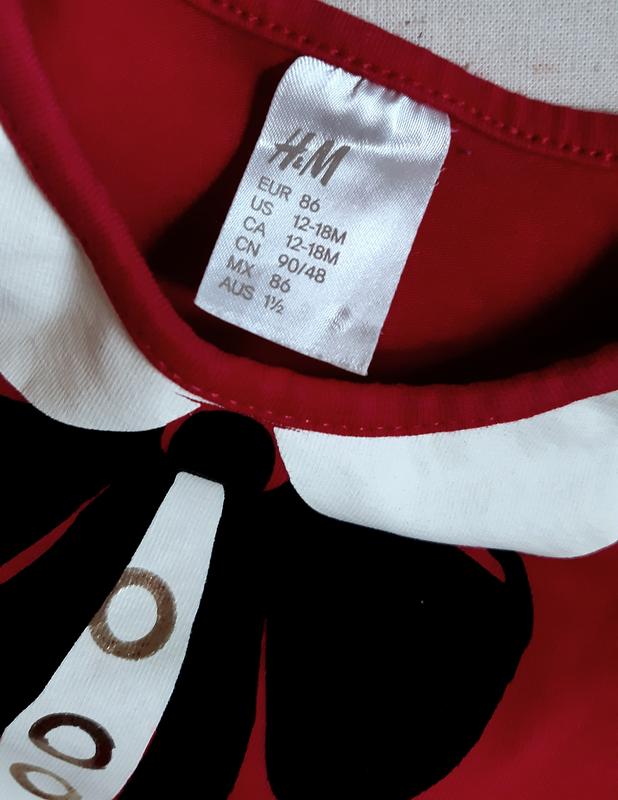 H&M
EUR 86
US 12-18M
CA 12-18M
CN 90/48
MX 86
AUS 1½